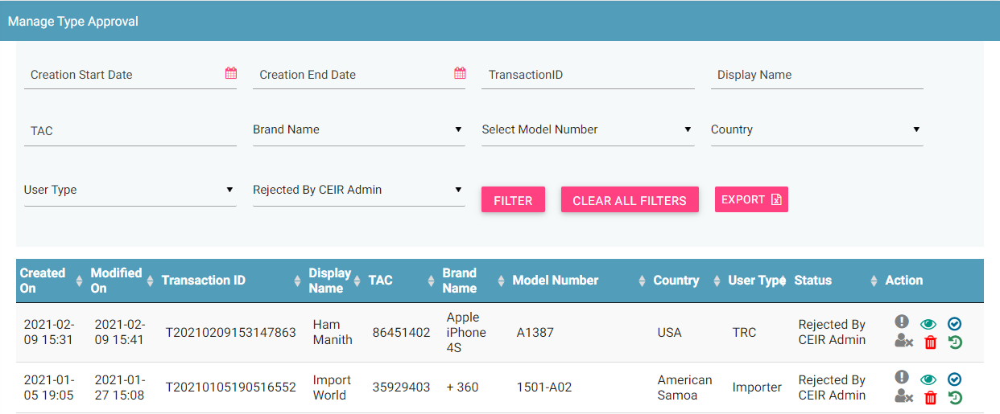 Manage Type Approval
Creation Start Date
Creation End Date
TransactionID
Display Name
TAC
Brand Name
Select Model Number
Country
User Type
Rejected By CEIR Admin
FILTER
CLEAR ALL FILTERS
EXPORT
Created On
Modified On
Transaction ID
Display Name
TAC
Brand Name
Model Number
Country
User Type
Status
Action
2021-02-09 15:31
2021-02-09 15:41
T20210209153147863
Ham Manith
86451402
Apple iPhone 4S
A1387
USA
TRC
Rejected By CEIR Admin
2021-01-05 19:05
2021-01-27 15:08
T20210105190516552
Import World
35929403
+ 360
1501-A02
American Samoa
Importer
Rejected By CEIR Admin